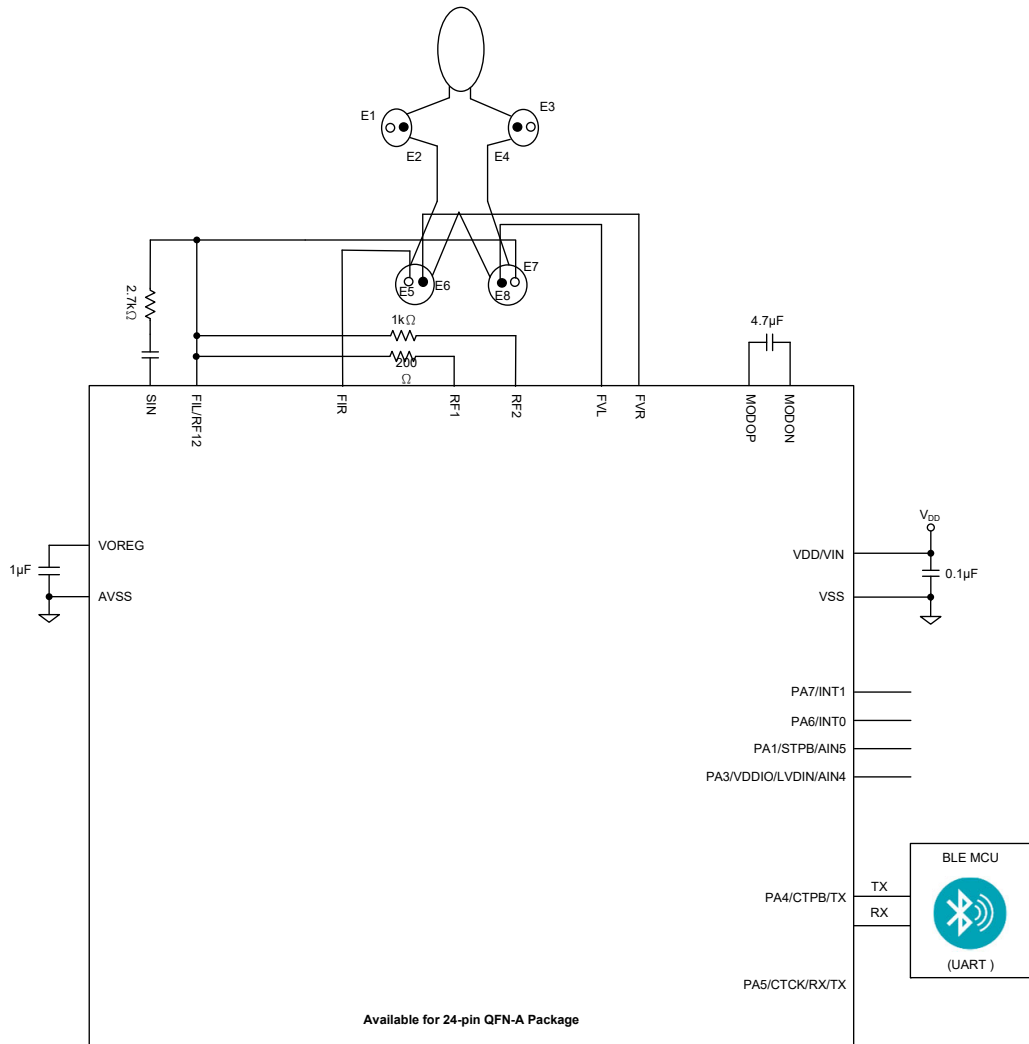 E1
E3
E2
E4
E7
E5
E6
E8
2.7kΩ
1kΩ
200
Ω
4.7µF
SIN
FIL/RF12
FIR
RF1
RF2
FVL
FVR
MODOP
MODON
VDD
VOREG
VDD/VIN
1µF
0.1µF
AVSS
VSS
PA7/INT1
PA6/INT0
PA1/STPB/AIN5
PA3/VDDIO/LVDIN/AIN4
BLE MCU
PA4/CTPB/TX
TX
RX
(UART )
PA5/CTCK/RX/TX
Available for 24-pin QFN-A Package